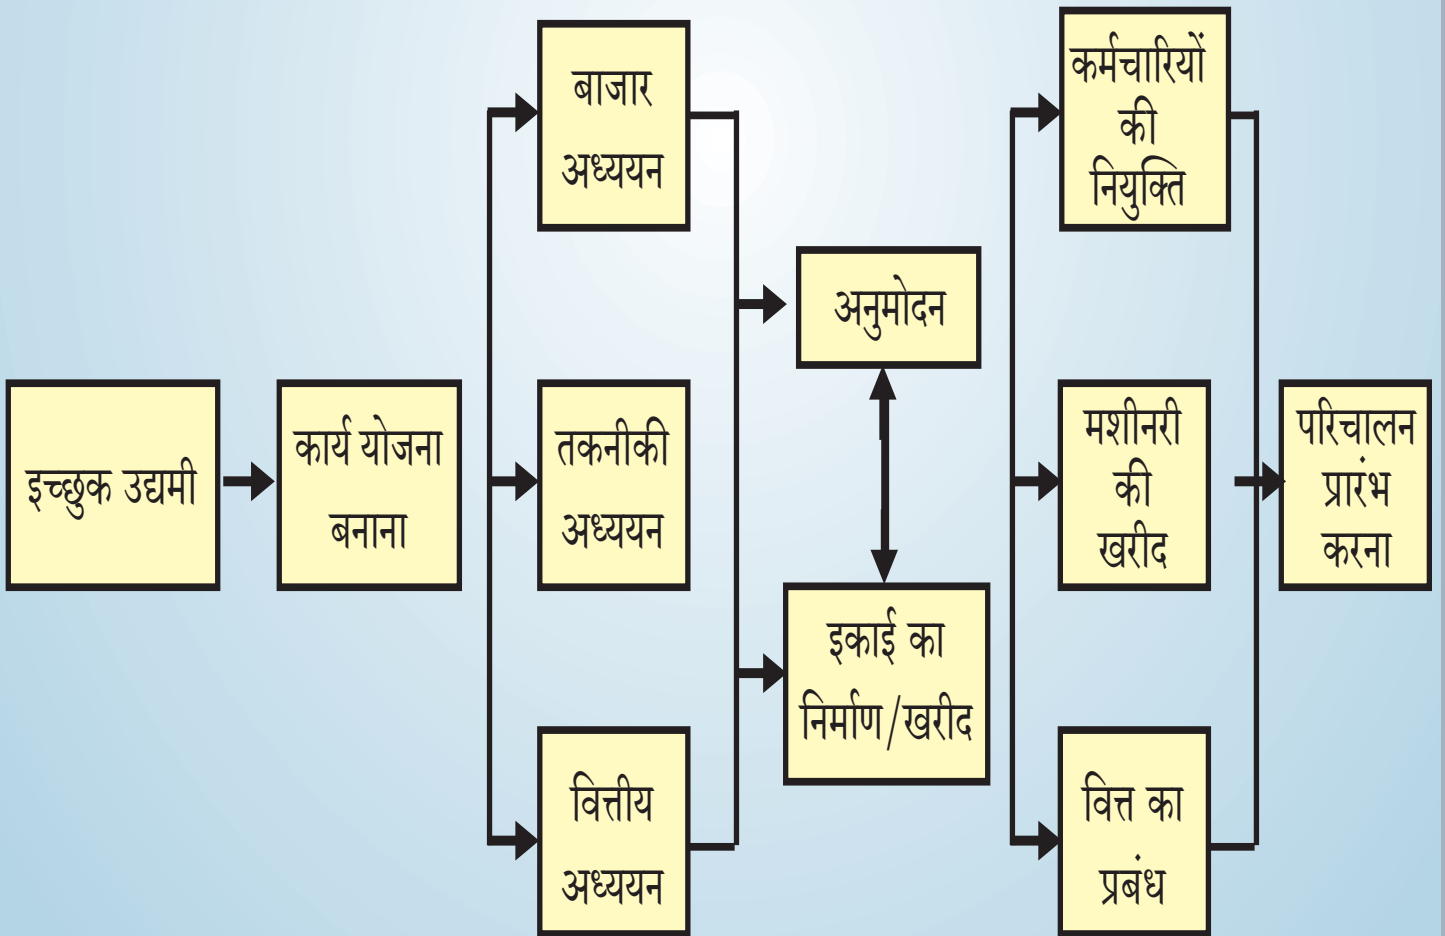 इच्छुक उद्यमी
कार्य योजना
बनाना
बाजार
अध्ययन
तकनीकी
अध्ययन
वित्तीय
अध्ययन
अनुमोदन
इकाई का
निर्माण/खरीद
कर्मचारियों
की
नियुक्ति
मशीनरी
की
खरीद
वित्त का
प्रबंध
परिचालन
प्रारंभ
करना